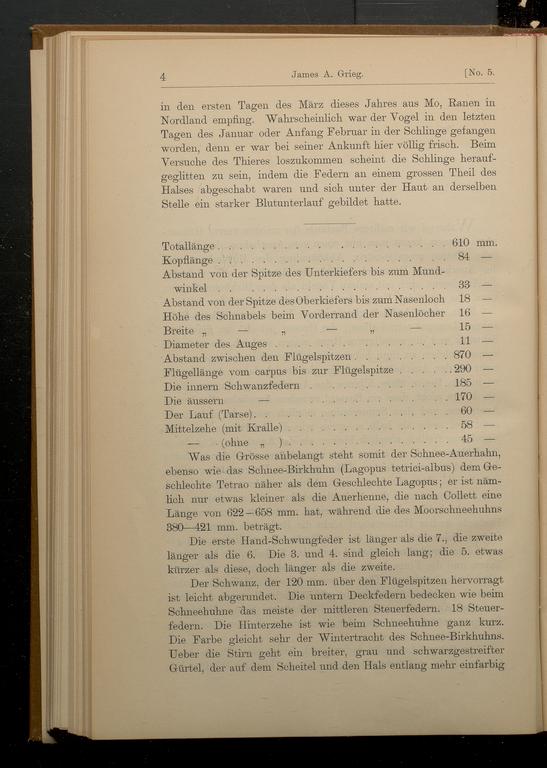 4 James A. Grieg. [No. 5.
in den ersten Tagen des März dieses Jahres aus Mo, Ranen in
Nordland empfing. Wahrscheinlich war der Vogel in den letzten
Tagen des Januar oder Anfang Februar in der Schlinge gefangen
worden, denn er war bei seiner Ankunft hier völlig frisch. Beim
Versuche des Thieres loszukommen scheint die Schlinge herauf-
geglitten zu sein, indem die Federn an einem grossen Theil des
Halses abgeschabt waren und sich unter der Haut an derselben
Stelle ein starker Blutunterlauf gebildet hatte.
Totallänge . . . . . . . . . . . . . . . . . 610 mm.
Kopflänge . . . . . . . . . . . . . . . . . 84 —
Abstand von der Spitze des Unterkiefers bis zum Mund-
winkel . . . . . . . . . . . . . . . . . 33 —
Abstand von der Spitze des Oberkiefers bis zum Nasenloch 18 —
Höhe des Schnabels beim Vorderrand der Nasenlöcher 16 —
Breite „ — „ — „ — 15 —
Diameter des Auges . . . . . . . . . . . . . 11 —
Abstand zwischen den Flügelspitzen . . . . . . . . 870 —
Flügellänge vom carpus bis zur Flügelspitze . . . . . 290 —
Die innern Schwanzfedern . . . . . . . . . . . 185 —
Die äussern — . . . . . . . . . . . 170 —
Der Lauf (Tarse) . . . . . . . . . . . . . . 60 —
Mittelzehe (mit Kralle) . . . . . . . . . . . . 58 —
— (ohne „ ) . . . . . . . . . . . . 45 —
Was die Grösse anbelangt steht somit der Schnee-Auerhahn,
ebenso wie das Schnee-Birkhuhn (Lagopus tetrici-albus) dem Ge-
schlechte Tetrao näher als dem Geschlechte Lagopus; er ist näm-
lich nur etwas kleiner als die Auerhenne, die nach Collett eine
Länge von 622—658 mm. hat, während die des Moorschneehuhns
380—421 mm. beträgt.
Die erste Hand-Schwungfeder ist länger als die 7., die zweite
länger als die 6. Die 3. und 4. sind gleich lang; die 5. etwas
kürzer als diese, doch länger als die zweite.
Der Schwanz, der 120 mm. über den Flügelspitzen hervorragt
ist leicht abgerundet. Die untern Deckfedern bedecken wie beim
Schneehuhne das meiste der mittleren Steuerfedern. 18 Steuer-
federn. Die Hinterzehe ist wie beim Schneehuhne ganz kurz.
Die Farbe gleicht sehr der Wintertracht des Schnee-Birkhuhns.
Ueber die Stirn geht ein breiter, grau und schwarzgestreifter
Gürtel, der auf dem Scheitel und den Hals entlang mehr einfarbig